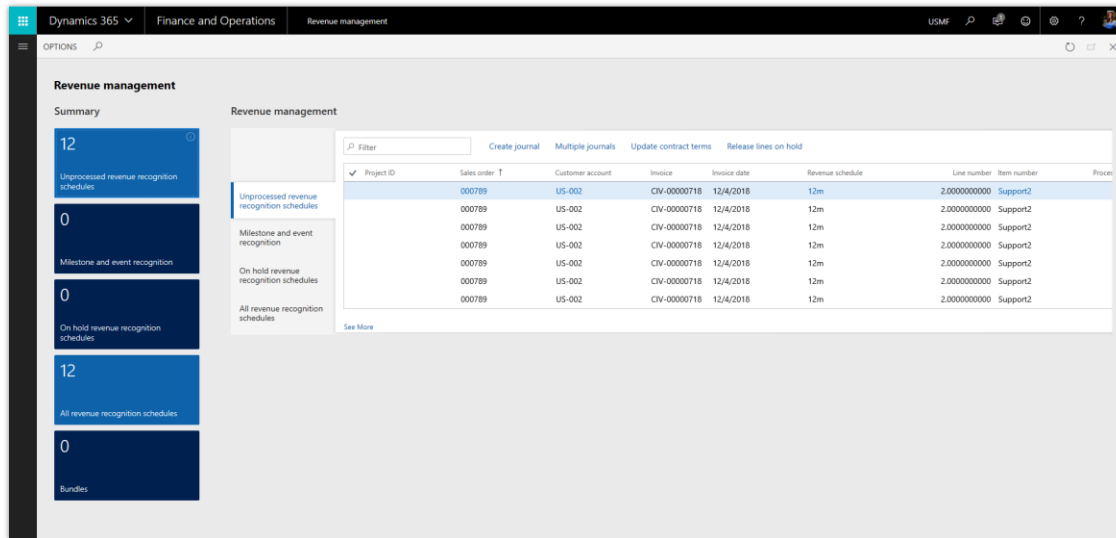 Dynamics 365 Finance and Operations Revenue management USMF ?
OPTIONS
Revenue management
Summary
12
Unprocessed revenue recognition
schedules
0
Milestone and event recognition
0
On hold revenue recognition
schedules
12
All revenue recognition schedules
0
Bundles
Revenue management
Unprocessed revenue
recognition schedules
Milestone and event
recognition
On hold revenue
recognition schedules
All revenue recognition
schedules
Filter Create journal Multiple journals Update contract terms Release lines on hold
Project ID Sales order ↑ Customer account Invoice Invoice date Revenue schedule Line number Item number Proces
000789 US-002 CIV-00000718 12/4/2018 12m 2.0000000000 Support2
000789 US-002 CIV-00000718 12/4/2018 12m 2.0000000000 Support2
000789 US-002 CIV-00000718 12/4/2018 12m 2.0000000000 Support2
000789 US-002 CIV-00000718 12/4/2018 12m 2.0000000000 Support2
000789 US-002 CIV-00000718 12/4/2018 12m 2.0000000000 Support2
000789 US-002 CIV-00000718 12/4/2018 12m 2.0000000000 Support2
000789 US-002 CIV-00000718 12/4/2018 12m 2.0000000000 Support2
See More